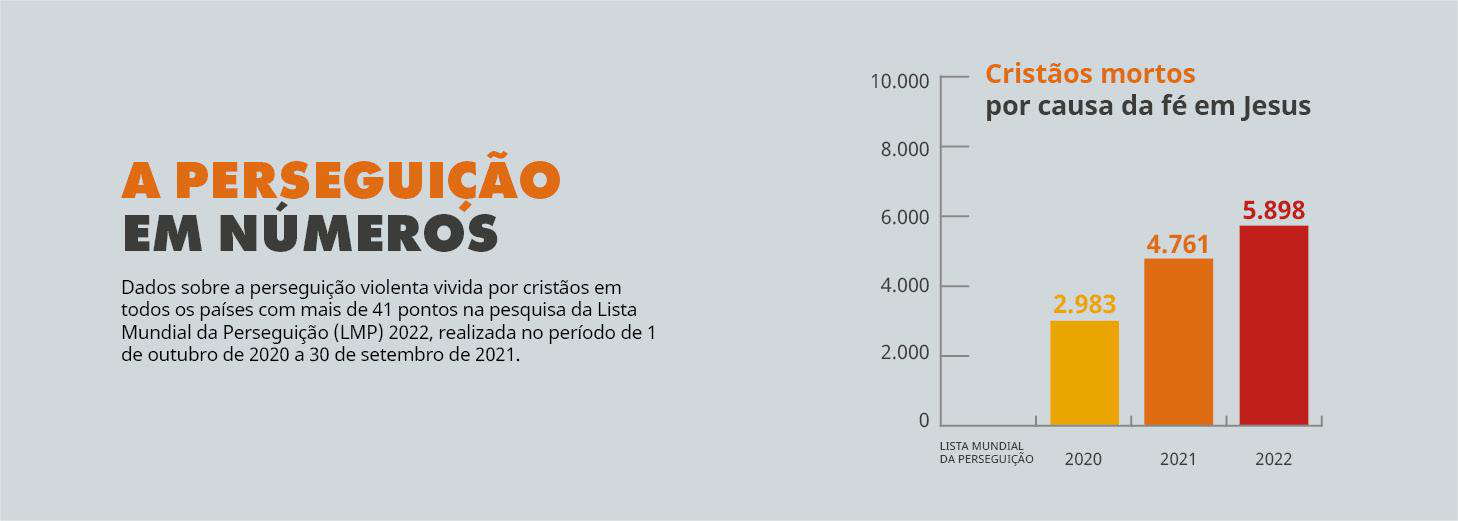 A PERSEGUIÇÃO
EM NÚMEROS
Dados sobre a perseguição violenta vivida por cristãos em
todos os países com mais de 41 pontos na pesquisa da Lista
Mundial da Perseguição (LMP) 2022, realizada no período de 1
de outubro de 2020 a 30 de setembro de 2021.
Cristãos mortos
por causa da fé em Jesus
10.000
8.000
6.000
4.000
2.000
0
2.983
4.761
5.898
LISTA MUNDIAL
DA PERSEGUIÇÃO
2020
2021
2022